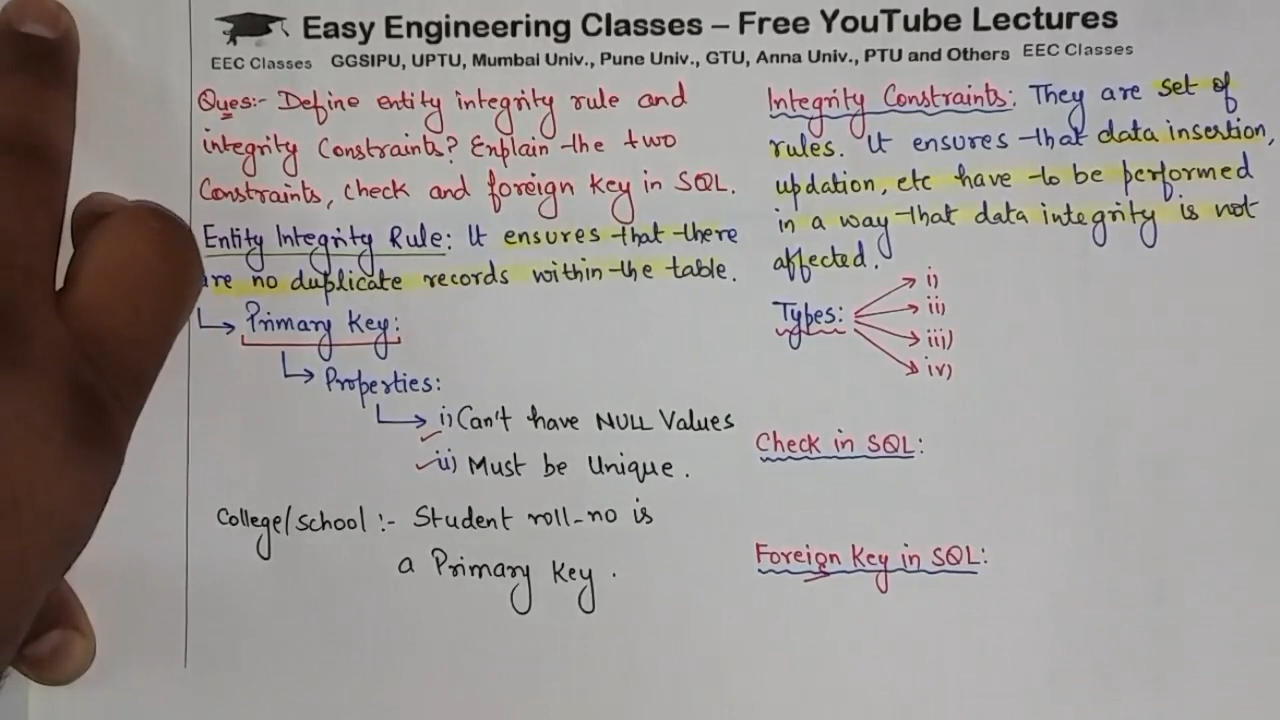 Easy Engineering Classes – Free YouTube Lectures
EEC Classes GGSIPU, UPTU, Mumbai Univ., Pune Univ., GTU, Anna Univ., PTU and Others EEC Classes
Ques:- Define entity integrity rule and
integrity Constraints? Explain the two
Constraints, check and foreign key in SQL.
Entity Integrity Rule: It ensures that there
are no duplicate records within the table.
Primary Key:
Properties:
i) Can't have NULL Values
ii) Must be Unique.
College/School :- Student roll-no is
a Primary Key.
Integrity Constraints: They are set of
rules. It ensures that data insertion,
updation, etc have to be performed
in a way that data integrity is not
affected.
Types:
i)
ii)
iii)
iv)
Check in SQL:
Foreign Key in SQL: